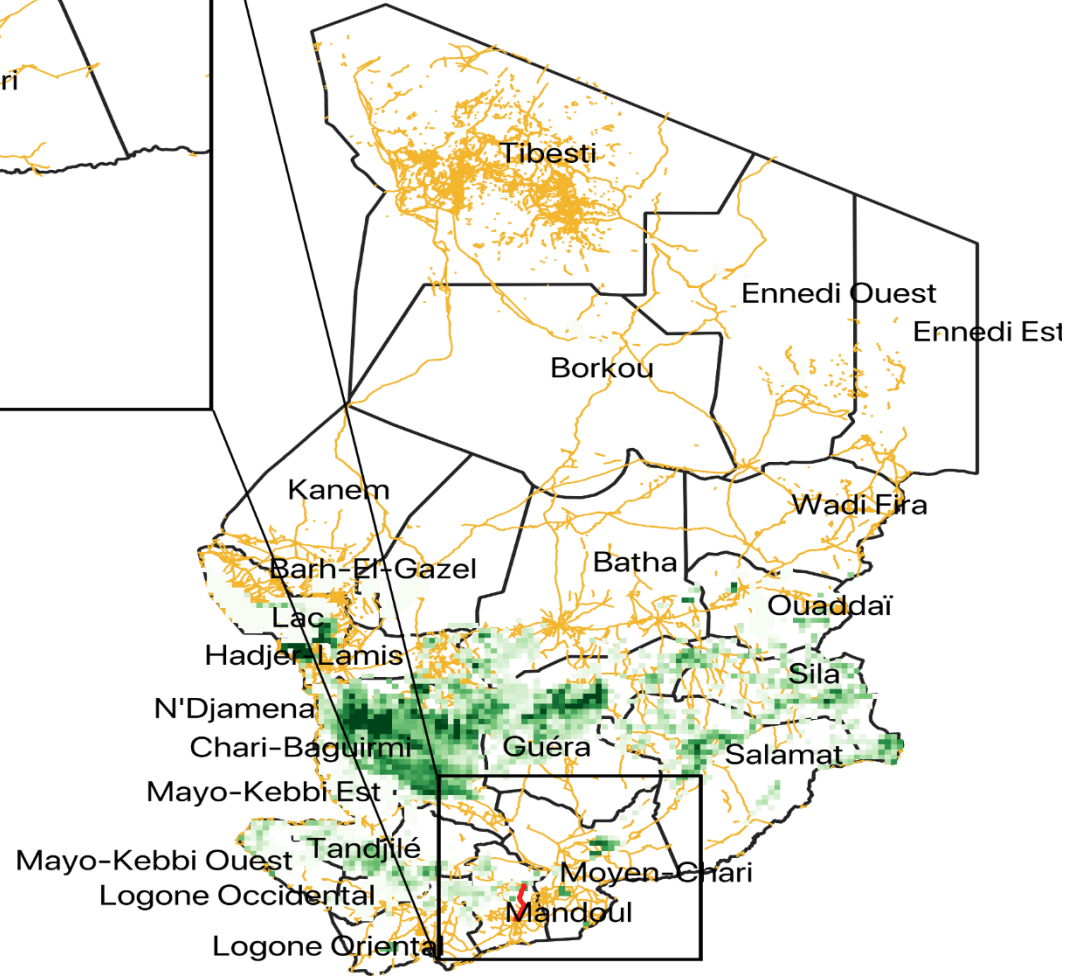 ri
Tibesti
Ennedi Ouest
Ennedi Est
Borkou
Kanem
Wadi Fira
Batha
Barh-El-Gazel
Ouaddaï
Lac
Hadjer-Lamis
Sila
N'Djamena
Chari-Baguirmi
Guéra
Salamat
Mayo-Kebbi Est
Tandjilé
Mayo-Kebbi Ouest
Moyen-Chari
Logone Occidental
Mandoul
Logone Oriental